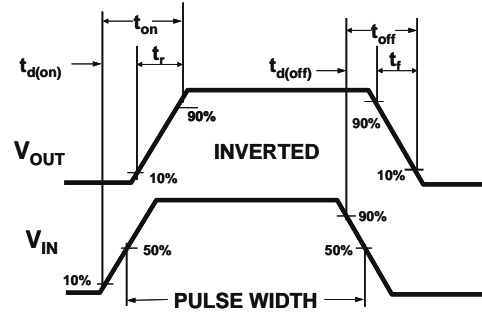 t_on t_off
t_d(on) t_r t_d(off) t_f
90% 90%
V_OUT INVERTED
10% 10%
V_IN 50% 90%
50%
10%
PULSE WIDTH